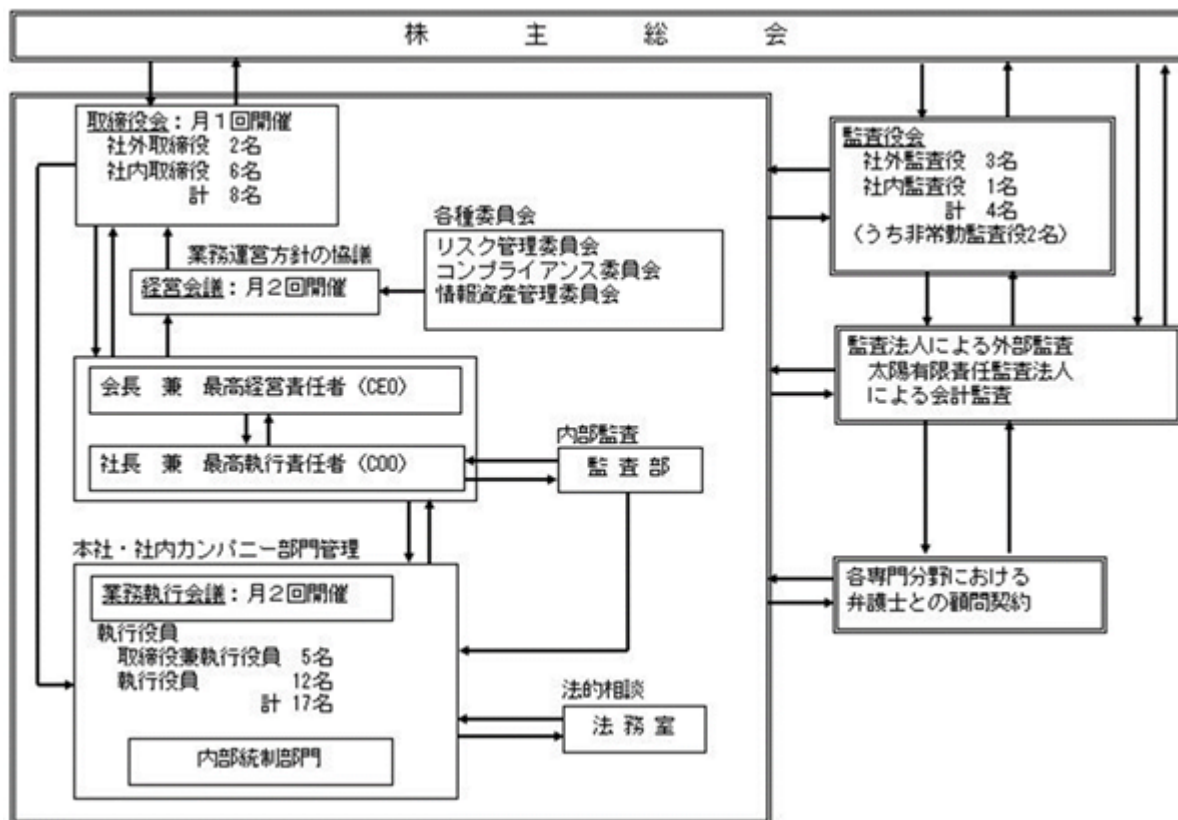 株主総会
取締役会：月１回開催
社外取締役 2名
社内取締役 6名
計 8名
監査役会
社外監査役 3名
社内監査役 1名
計 4名
〈うち非常勤監査役2名〉
各種委員会
リスク管理委員会
コンプライアンス委員会
情報資産管理委員会
業務運営方針の協議
経営会議：月２回開催
監査法人による外部監査
太陽有限責任監査法人
による会計監査
会長 兼 最高経営責任者〈CEO〉
社長 兼 最高執行責任者〈COO〉
内部監査
監査部
本社・社内カンパニー部門管理
業務執行会議：月２回開催
執行役員
取締役兼執行役員 5名
執行役員 12名
計 17名
内部統制部門
法的相談
法務室
各専門分野における
弁護士との顧問契約